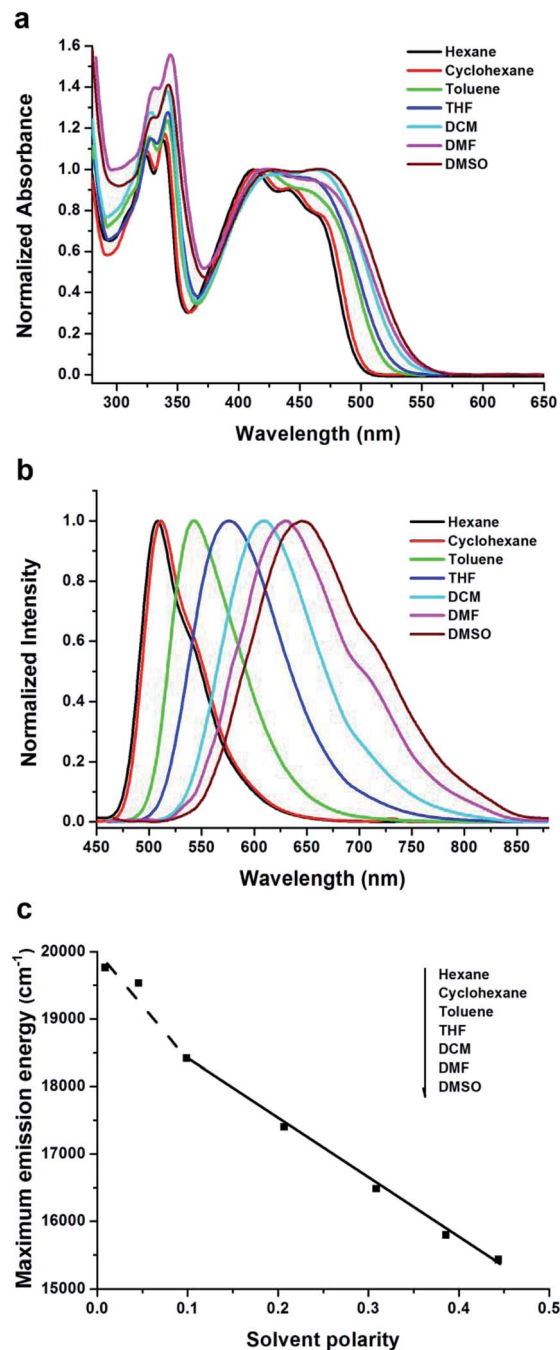 a
1.6
1.4
1.2
1.0
0.8
0.6
0.4
0.2
0.0
Normalized Absorbance
Hexane
Cyclohexane
Toluene
THF
DCM
DMF
DMSO
300 350 400 450 500 550 600 650
Wavelength (nm)
b
1.0
0.8
0.6
0.4
0.2
0.0
Normalized Intensity
Hexane
Cyclohexane
Toluene
THF
DCM
DMF
DMSO
450 500 550 600 650 700 750 800 850
Wavelength (nm)
c
20000
19000
18000
17000
16000
15000
Maximum emission energy (cm⁻¹)
Hexane
Cyclohexane
Toluene
THF
DCM
DMF
DMSO
0.0 0.1 0.2 0.3 0.4 0.5
Solvent polarity